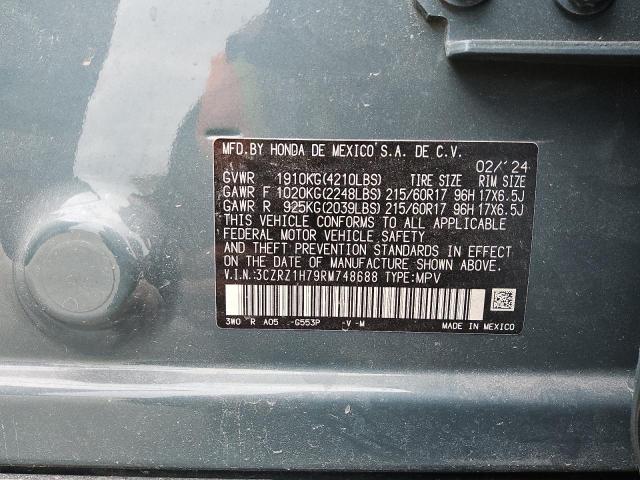 MFD.BY HONDA DE MEXICO S.A. DE C.V.
02/'24
GVWR 1910KG(4210LBS) TIRE SIZE RIM SIZE
GAWR F 1020KG(2248LBS) 215/60R17 96H 17X6.5J
GAWR R 925KG(2039LBS) 215/60R17 96H 17X6.5J
THIS VEHICLE CONFORMS TO ALL APPLICABLE
FEDERAL MOTOR VEHICLE SAFETY
AND THEFT PREVENTION STANDARDS IN EFFECT
ON THE DATE OF MANUFACTURE SHOWN ABOVE.
V.I.N.:3CZRZ1H79RM748688 TYPE:MPV
3W0 R A05 -G553P -V-M MADE IN MEXICO